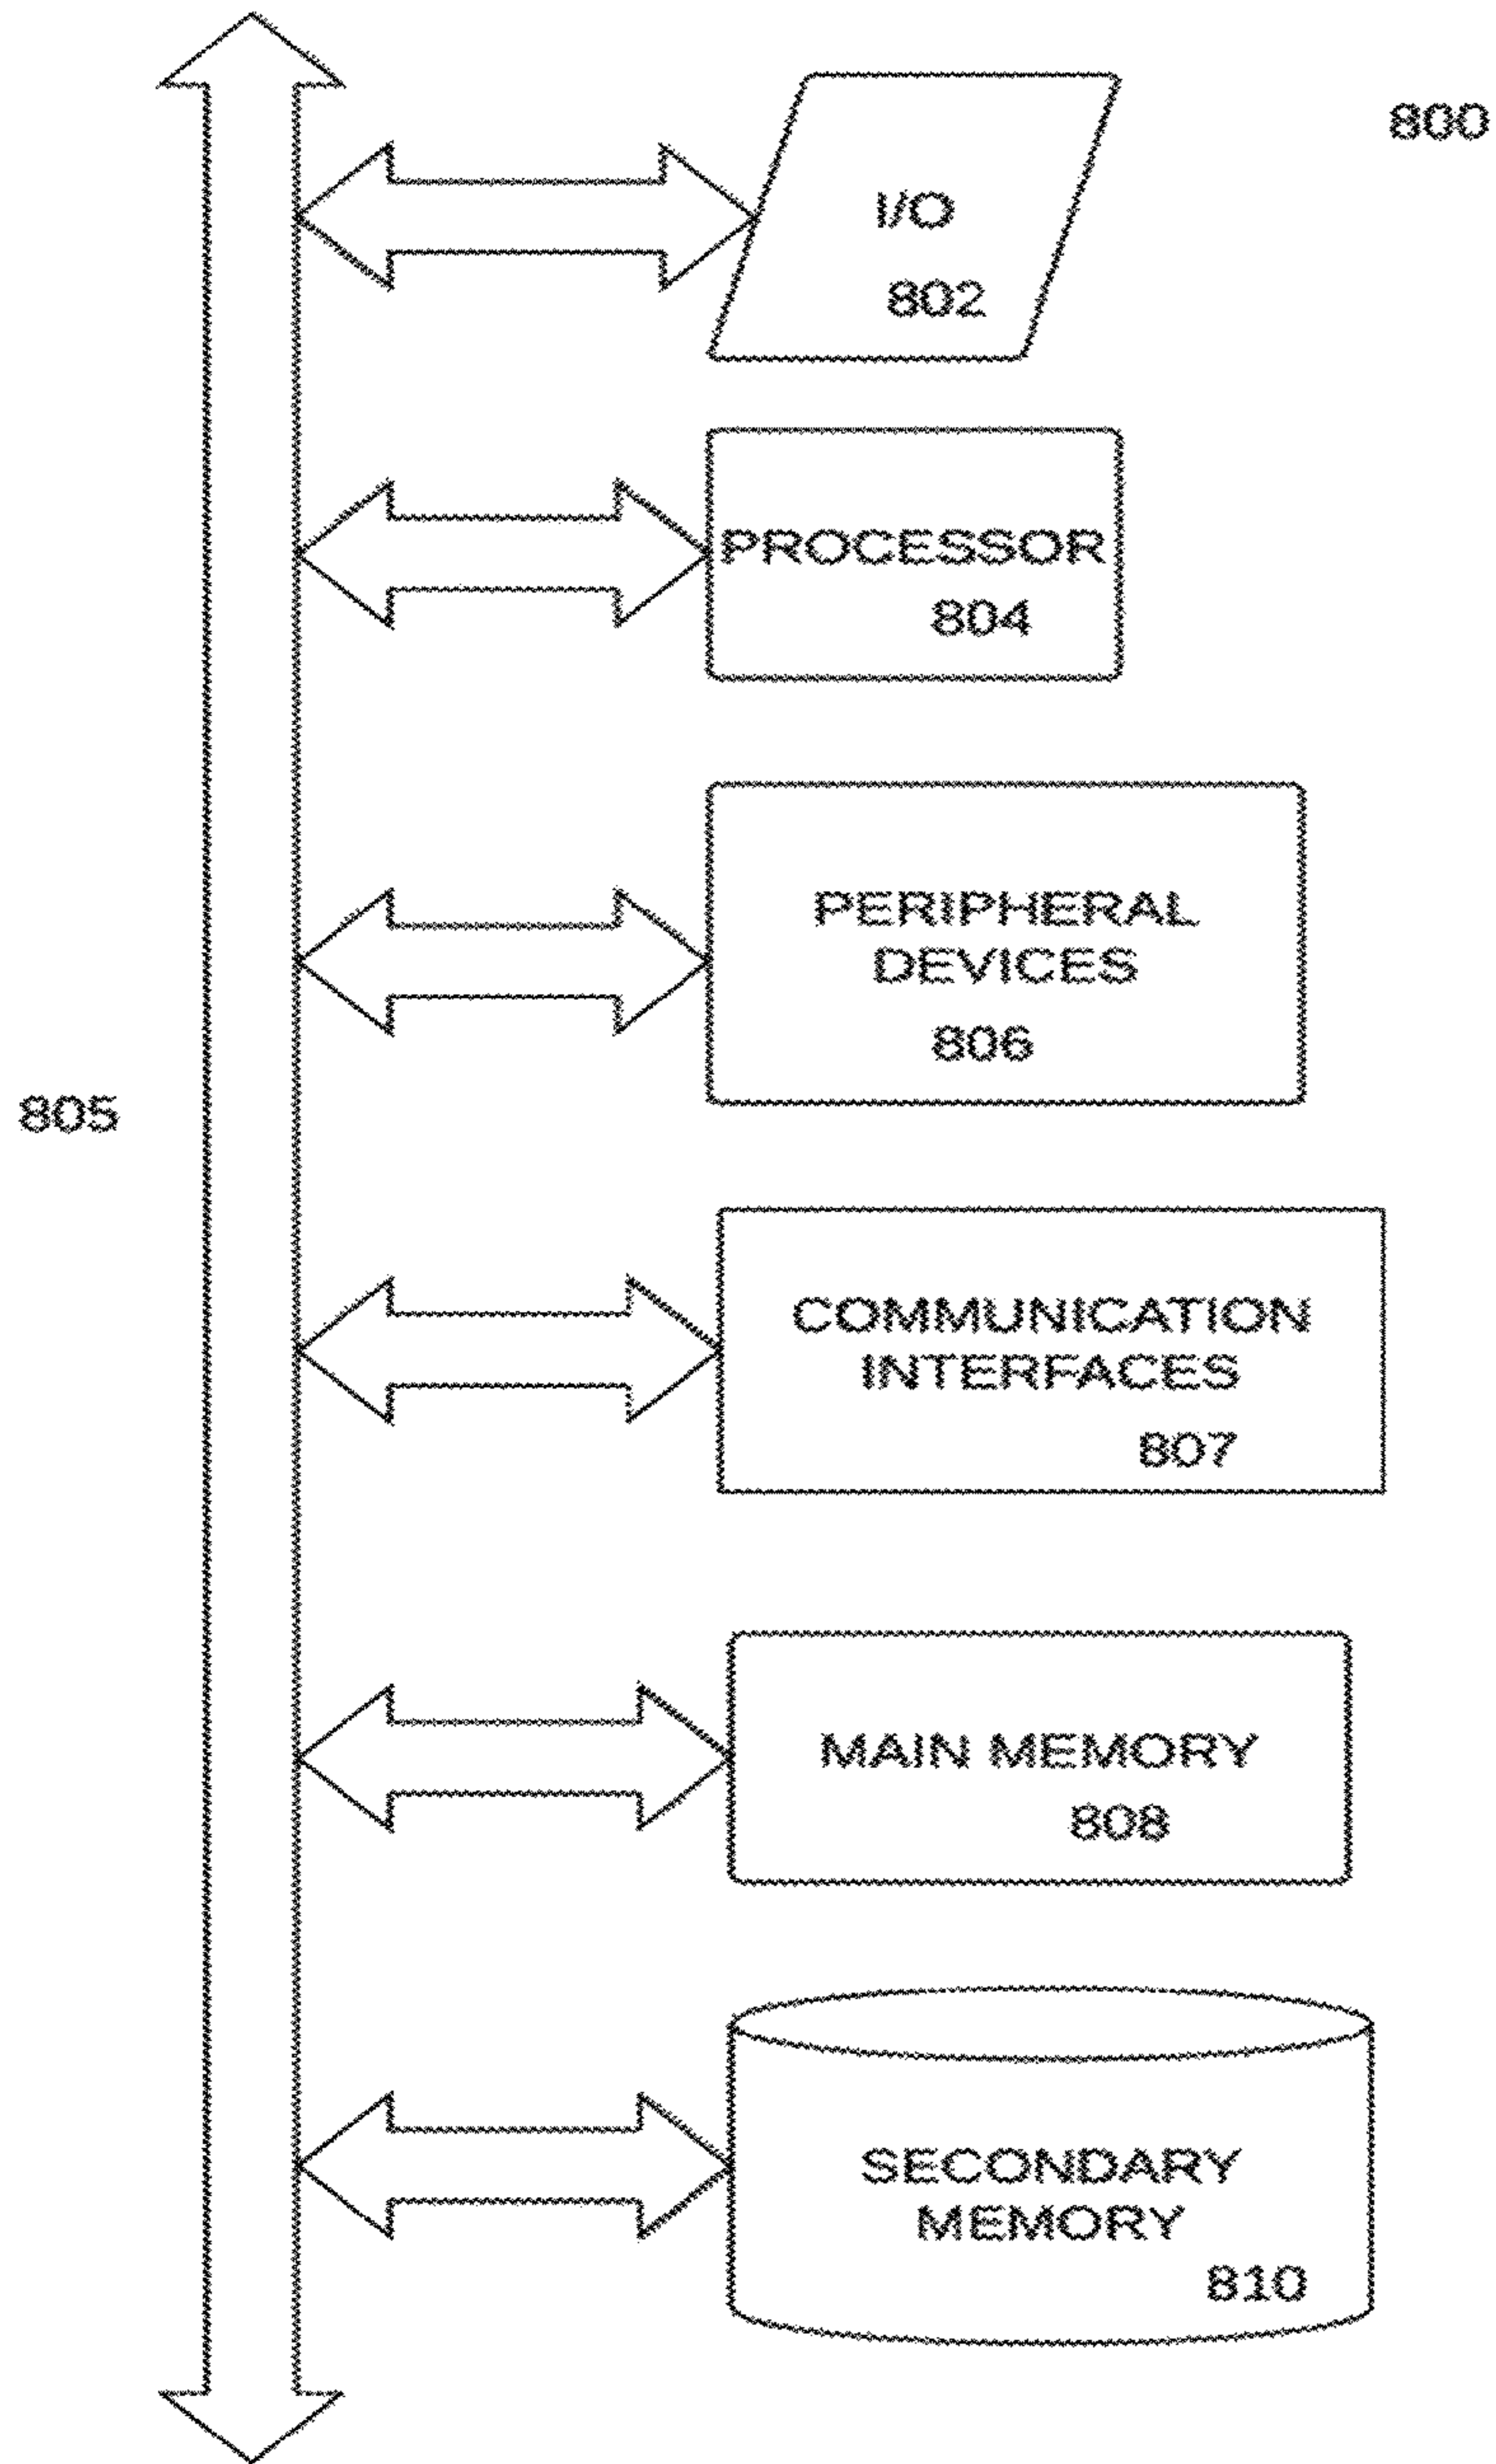 800
I/O
802
PROCESSOR
804
PERIPHERAL
DEVICES
806
805
COMMUNICATION
INTERFACES
807
MAIN MEMORY
808
SECONDARY
MEMORY
810